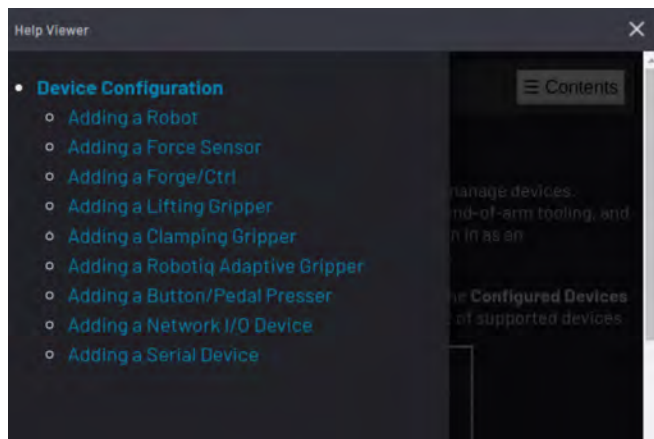 Help Viewer
Device Configuration
Adding a Robot
Adding a Force Sensor
Adding a Forge/Ctrl
Adding a Lifting Gripper
Adding a Clamping Gripper
Adding a Robotiq Adaptive Gripper
Adding a Button/Pedal Presser
Adding a Network I/O Device
Adding a Serial Device
☰ Contents
manage devices.
nd-of-arm tooling, and
n in as an
Configured Devices
of supported devices